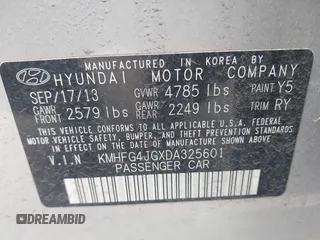 MANUFACTURED IN KOREA BY
HYUNDAI MOTOR COMPANY
SEP/17/13 GVWR 4785 lbs PAINT Y5
GAWR FRONT 2579 lbs GAWR REAR 2249 lbs TRIM RY
THIS VEHICLE CONFORMS TO ALL APPLICABLE U.S. FEDERAL MOTOR VEHICLE SAFETY, BUMPER, AND THEFT PREVENTION STANDARDS IN EFFECT ON THE DATE OF MANUFACTURE SHOWN ABOVE.
V.I.N KMHFG4JGXDA325601
PASSENGER CAR
DREAMBID